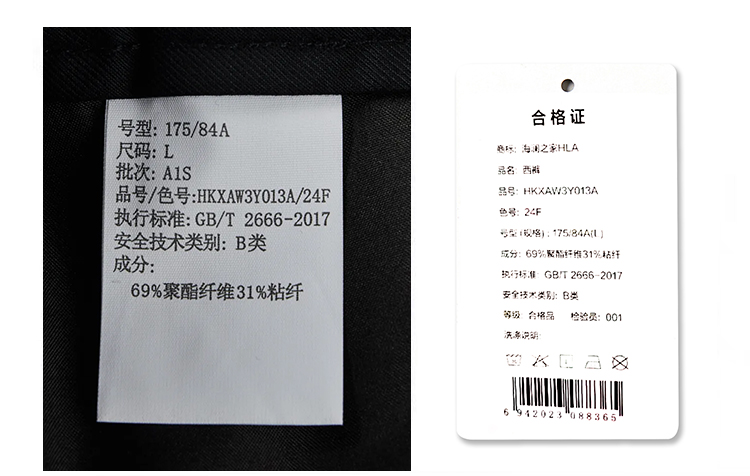 号型: 175/84A
尺码: L
批次: A1S
品号/色号:HKXAW3Y013A/24F
执行标准: GB/T 2666-2017
安全技术类别: B类
成分:
69%聚酯纤维31%粘纤
合格证
商标: 海澜之家HLA
品名: 西裤
品号: HKXAW3Y013A
色号: 24F
号型(规格): 175/84A(L)
成分: 69%聚酯纤维31%粘纤
执行标准: GB/T 2666-2017
安全技术类别: B类
等级 合格品 检验员: 001
洗涤说明:
6 942023 088365